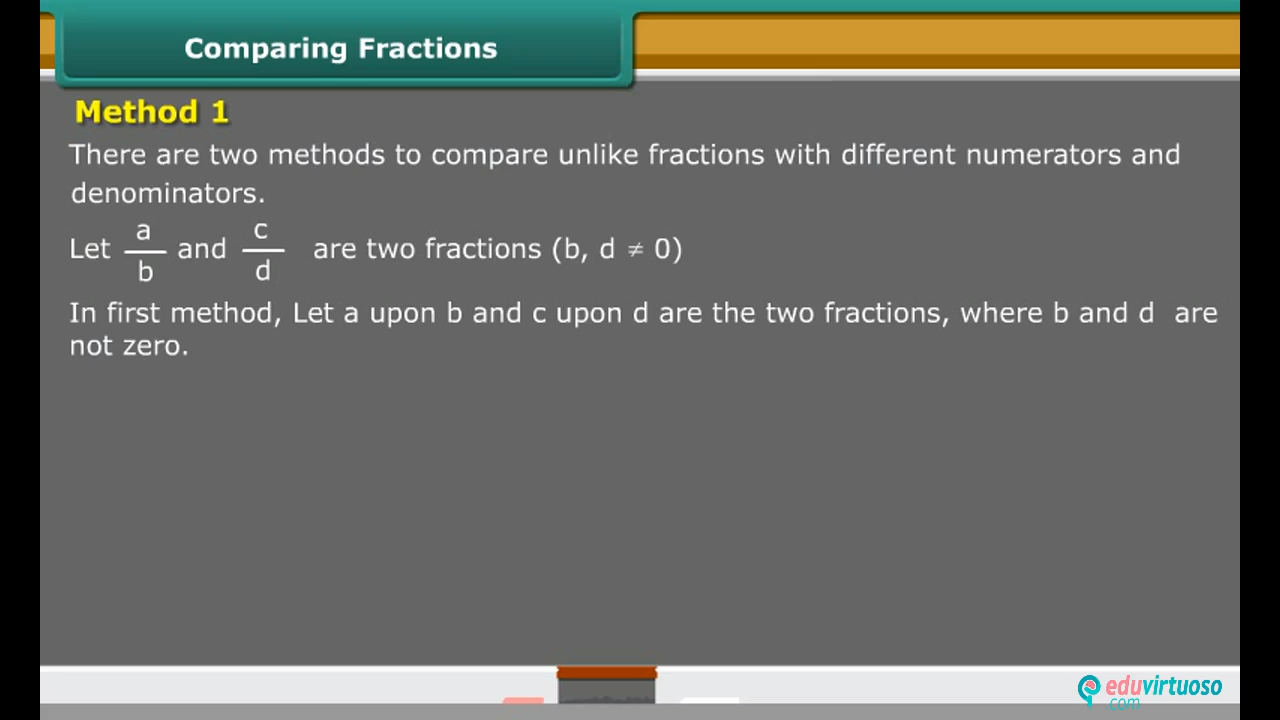 Comparing Fractions
Method 1
There are two methods to compare unlike fractions with different numerators and
denominators.
Let a/b and c/d are two fractions (b, d ≠ 0)
In first method, Let a upon b and c upon d are the two fractions, where b and d are
not zero.
eduvirtuoso
.com